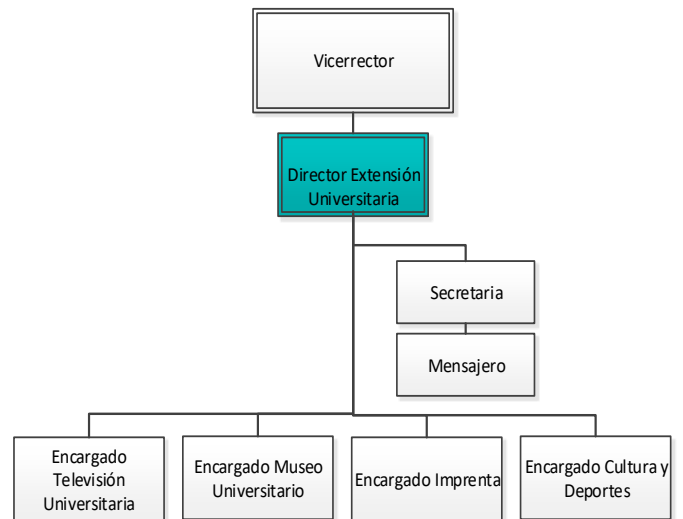 Vicerrector
Director Extensión
Universitaria
Secretaria
Mensajero
Encargado
Televisión
Universitaria
Encargado Museo
Universitario
Encargado Imprenta
Encargado Cultura y
Deportes